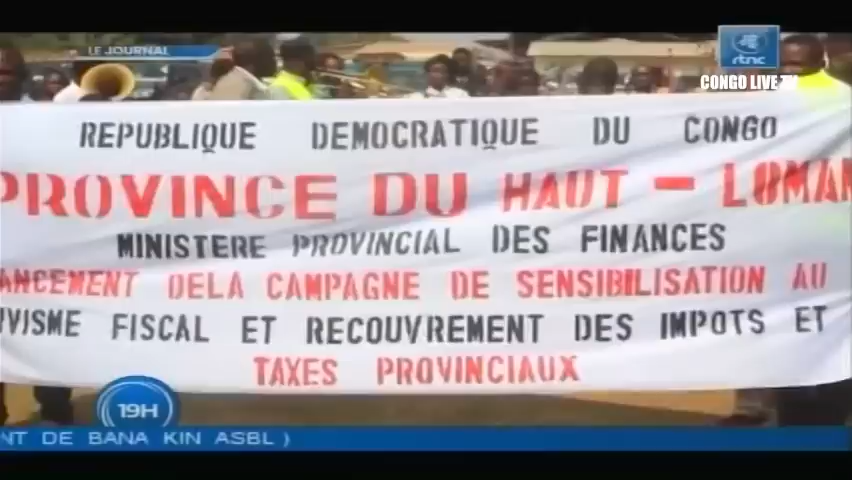 LE JOURNAL
rtnc
CONGO LIVE TV
REPUBLIQUE DEMOCRATIQUE DU CONGO
PROVINCE DU HAUT - LOMAM
MINISTERE PROVINCIAL DES FINANCES
ANCEMENT DELA CAMPAGNE DE SENSIBILISATION AU
VISME FISCAL ET RECOUVREMENT DES IMPOTS ET
TAXES PROVINCIAUX
19H
NT DE BANA KIN ASBL )